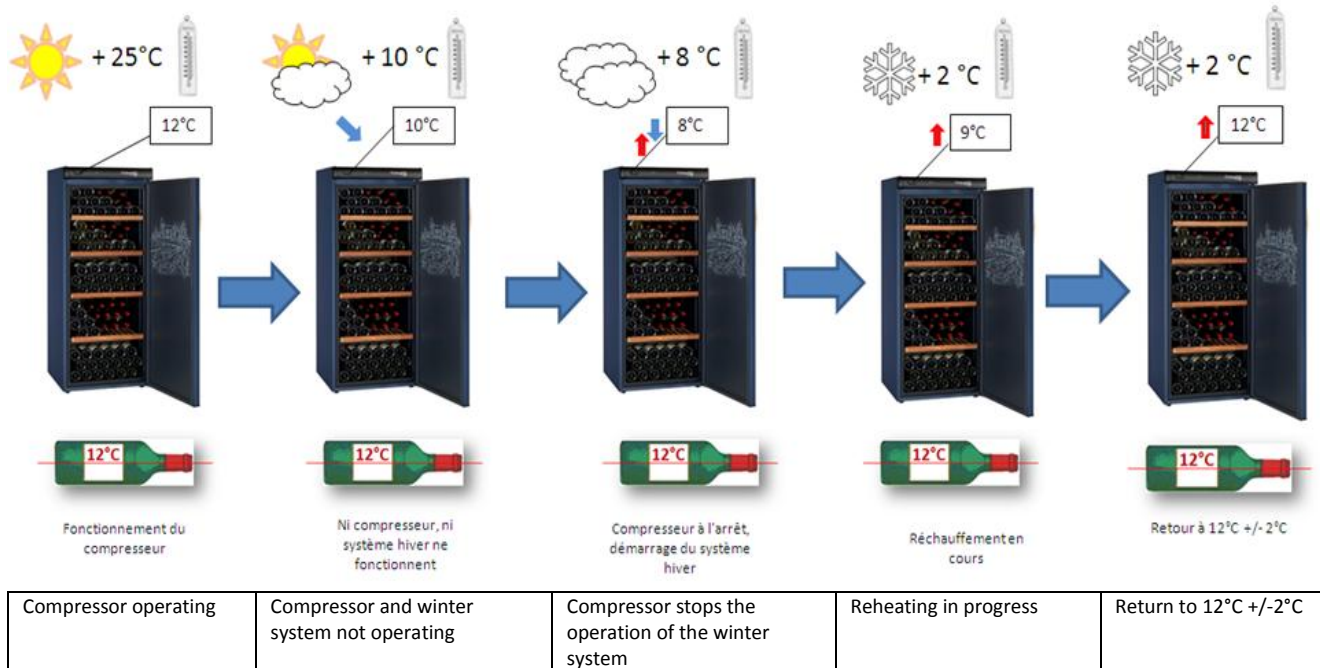 + 25°C
+ 10 °C
+ 8 °C
+ 2 °C
+ 2 °C
12°C
10°C
8°C
9°C
12°C
12°C
12°C
12°C
12°C
12°C
Fonctionnement du
compresseur
Ni compresseur, ni
système hiver ne
fonctionnent
Compresseur à l'arrêt,
démarrage du système
hiver
Réchauffement en
cours
Retour à 12°C +/- 2°C
Compressor operating
Compressor and winter
system not operating
Compressor stops the
operation of the winter
system
Reheating in progress
Return to 12°C +/-2°C